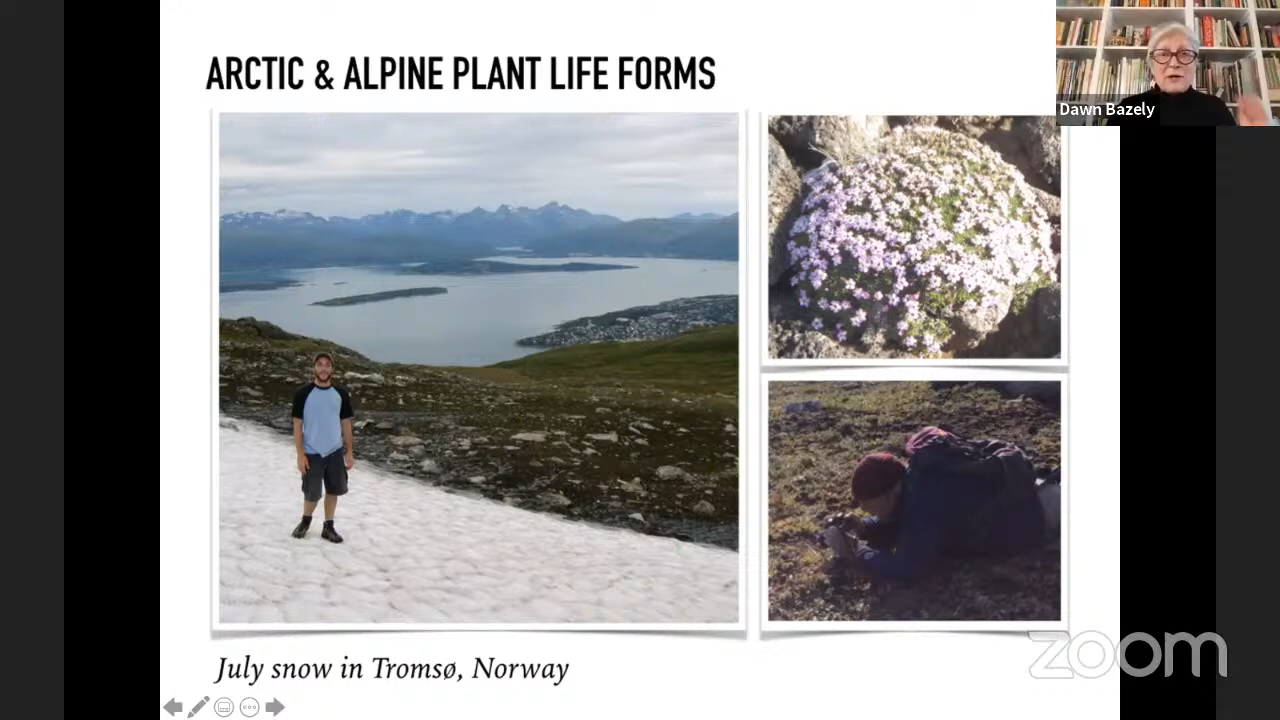 ARCTIC & ALPINE PLANT LIFE FORMS
Dawn Bazely
July snow in Tromsø, Norway
zoom